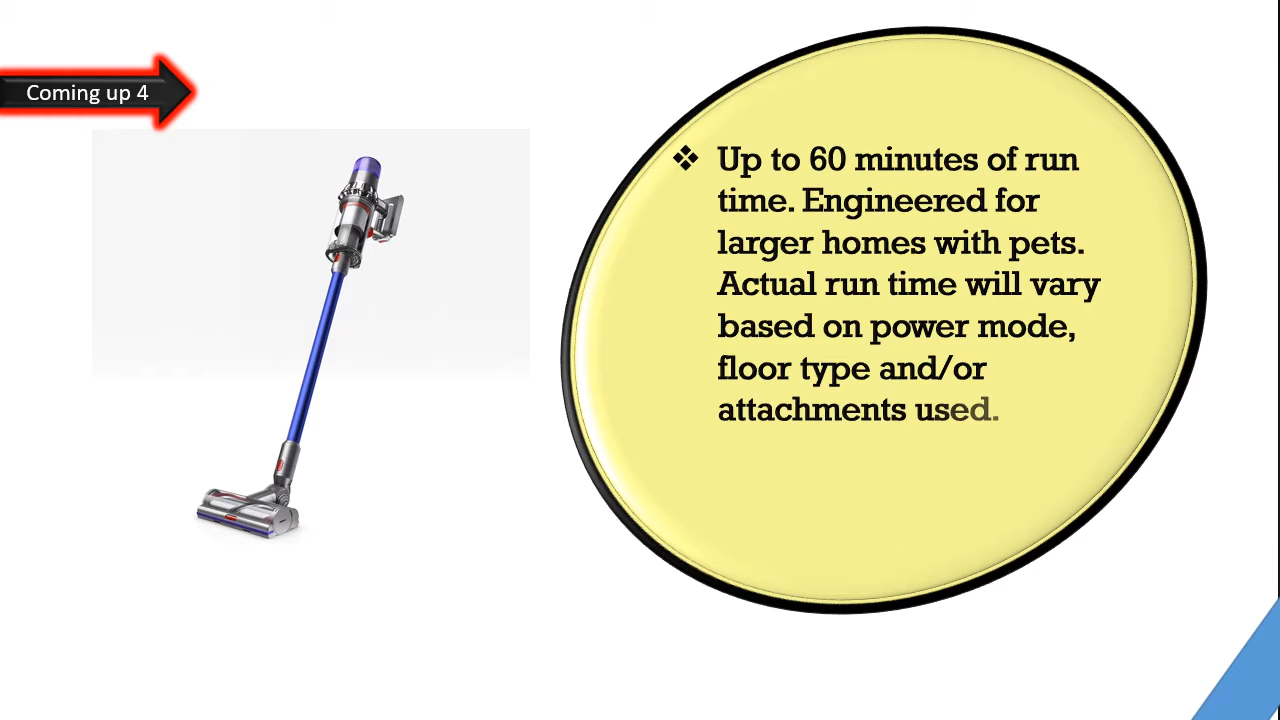 Coming up 4
❖ Up to 60 minutes of run
time. Engineered for
larger homes with pets.
Actual run time will vary
based on power mode,
floor type and/or
attachments used.